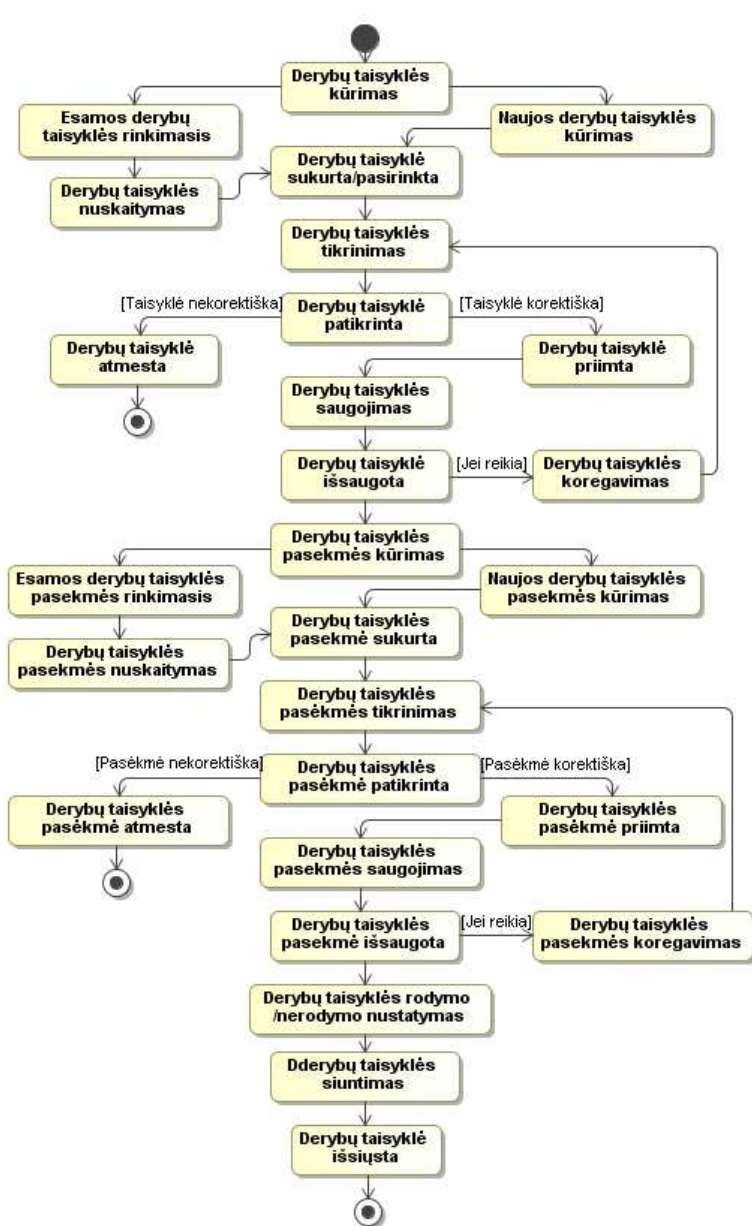 Derybų taisyklės
kūrimas
Esamos derybų
taisyklės rinkimasis
Naujos derybų taisyklės
kūrimas
Derybų taisyklės
nuskaitymas
Derybų taisyklė
sukurta/pasirinkta
Derybų taisyklės
tikrinimas
[Taisyklė nekorektiška]
Derybų taisyklė
patikrinta
[Taisyklė korektiška]
Derybų taisyklė
atmesta
Derybų taisyklė
priimta
Derybų taisyklės
saugojimas
Derybų taisyklė
išsaugota
[Jei reikia]
Derybų taisyklės
koregavimas
Derybų taisyklės
pasekmės kūrimas
Esamos derybų taisyklės
pasekmės rinkimasis
Naujos derybų taisyklės
pasekmės kūrimas
Derybų taisyklės
pasekmės nuskaitymas
Derybų taisyklės
pasekmė sukurta
Derybų taisyklės
pasėkmės tikrinimas
[Pasėkmė nekorektiška]
Derybų taisyklės
pasėkmė patikrinta
[Pasėkmė korektiška]
Derybų taisyklės
pasėkmė atmesta
Derybų taisyklės
pasėkmė priimta
Derybų taisyklės
pasekmės saugojimas
Derybų taisyklės
pasekmė išsaugota
[Jei reikia]
Derybų taisyklės
pasekmės koregavimas
Derybų taisyklės rodymo
/nerodymo nustatymas
Dderybų taisyklės
siuntimas
Derybų taisyklė
išsiųsta